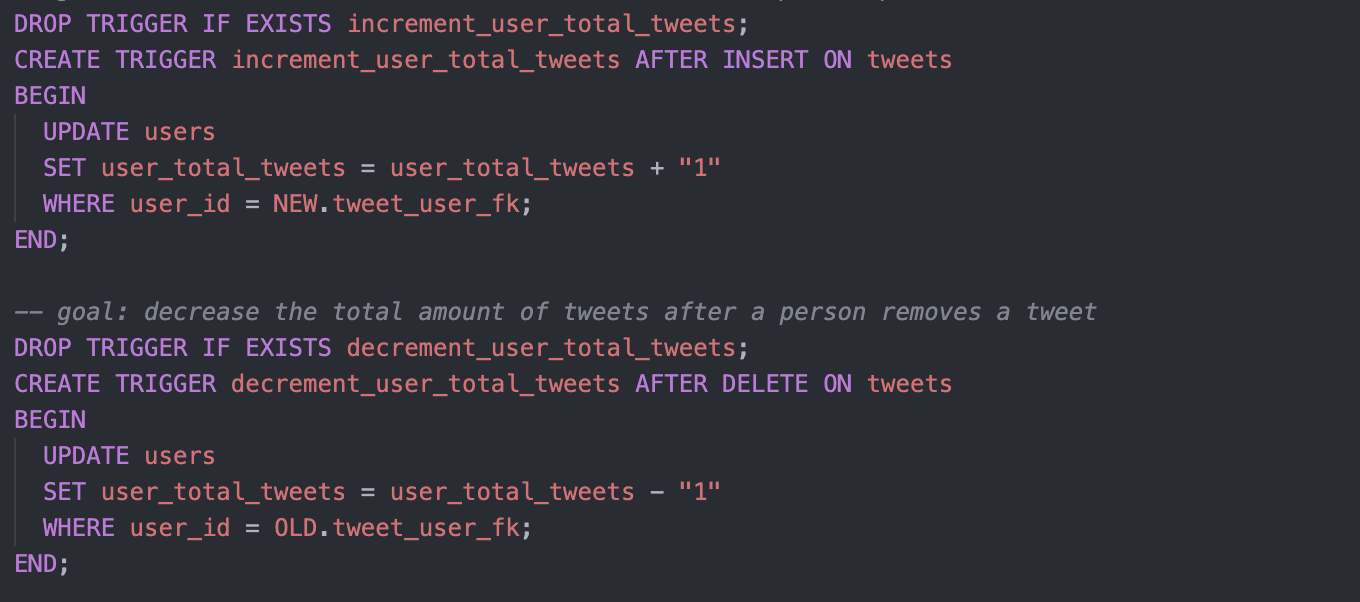 DROP TRIGGER IF EXISTS increment_user_total_tweets;
CREATE TRIGGER increment_user_total_tweets AFTER INSERT ON tweets
BEGIN
  UPDATE users
  SET user_total_tweets = user_total_tweets + "1"
  WHERE user_id = NEW.tweet_user_fk;
END;

-- goal: decrease the total amount of tweets after a person removes a tweet
DROP TRIGGER IF EXISTS decrement_user_total_tweets;
CREATE TRIGGER decrement_user_total_tweets AFTER DELETE ON tweets
BEGIN
  UPDATE users
  SET user_total_tweets = user_total_tweets - "1"
  WHERE user_id = OLD.tweet_user_fk;
END;